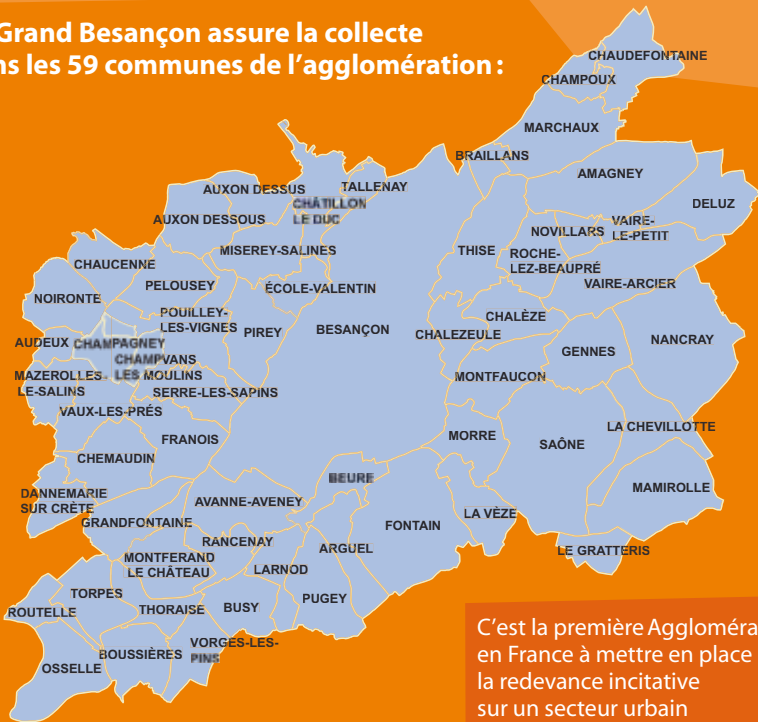 Grand Besançon assure la collecte
ns les 59 communes de l'agglomération :
CHAUDEFONTAINE
CHAMPOUX
MARCHAUX
BRAILLANS
AMAGNEY
AUXON DESSUS
TALLENAY
CHÂTILLON
LE DUC
DELUZ
AUXON DESSOUS
NOVILLARS
VAIRE-
LE-PETIT
MISEREY-SALINES
THISE
ROCHE-
LEZ-BEAUPRÉ
CHAUCENNE
VAIRE-ARCIER
PELOUSEY
ÉCOLE-VALENTIN
NOIRONTE
POUILLEY-
LES-VIGNES
PIREY
BESANÇON
CHALÈZE
CHALEZEULE
NANCRAY
AUDEUX
CHAMPAGNEY
GENNES
CHAMPVANS
LES MOULINS
MAZEROLLES-
LE-SALINS
MONTFAUCON
SERRE-LES-SAPINS
VAUX-LES-PRÉS
LA CHEVILLOTTE
FRANOIS
MORRE
SAÔNE
CHEMAUDIN
BEURE
MAMIROLLE
DANNEMARIE
SUR CRÈTE
AVANNE-AVENEY
GRANDFONTAINE
LA VÈZE
FONTAIN
RANCENAY
ARGUEL
LE GRATTERIS
MONTFERAND
LE CHÂTEAU
LARNOD
TORPES
PUGEY
ROUTELLE
THORAISE
BUSY
VORGES-LES-
PINS
BOUSSIÈRES
OSSELLE
C'est la premièreАggloméra
en France à mettre en place
la redevance incitative
sur un secteur urbain